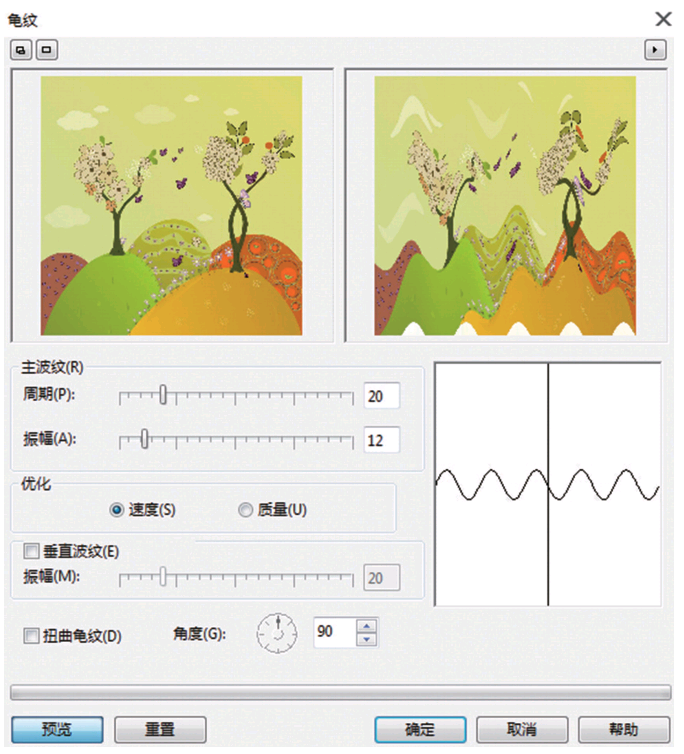 龟纹
主波纹(R)
周期(P): 20
振幅(A): 12
优化
速度(S) 质量(U)
垂直波纹(E)
振幅(M): 20
扭曲龟纹(D) 角度(G): 90
预览 重置 确定 取消 帮助